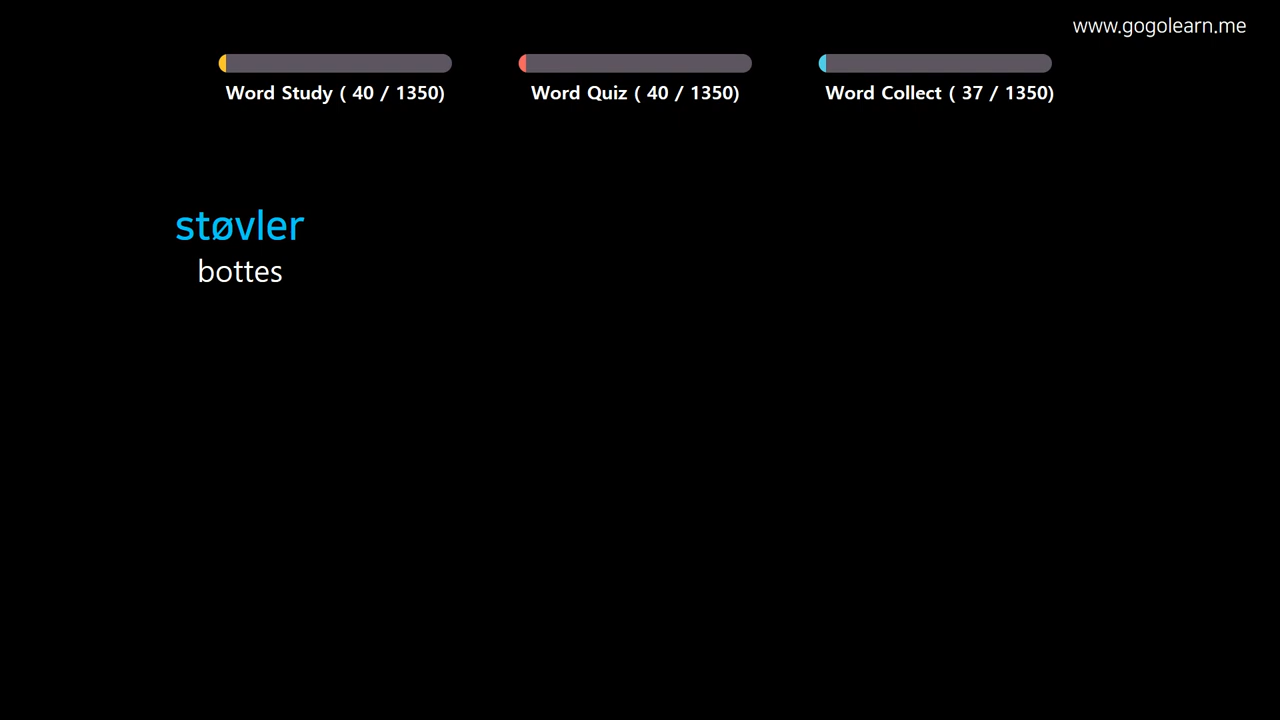 www.gogolearn.me
Word Study ( 40 / 1350)
Word Quiz ( 40 / 1350)
Word Collect ( 37 / 1350)
støvler
bottes